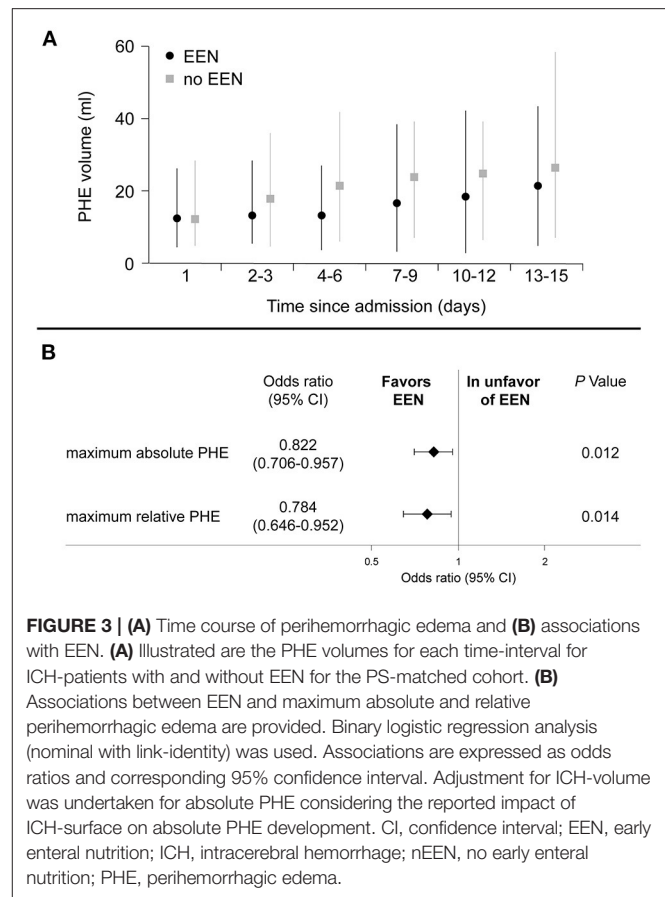 A
60
EEN
no EEN
40
20
0
PHE volume (ml)
1 2-3 4-6 7-9 10-12 13-15
Time since admission (days)
B
Odds ratio (95% CI) Favors EEN In unfavor of EEN P Value
maximum absolute PHE 0.822 (0.706-0.957) 0.012
maximum relative PHE 0.784 (0.646-0.952) 0.014
0.5 1 2
Odds ratio (95% CI)
FIGURE 3 | (A) Time course of perihemorrhagic edema and (B) associations
with EEN. (A) Illustrated are the PHE volumes for each time-interval for
ICH-patients with and without EEN for the PS-matched cohort. (B)
Associations between EEN and maximum absolute and relative
perihemorrhagic edema are provided. Binary logistic regression analysis
(nominal with link-identity) was used. Associations are expressed as odds
ratios and corresponding 95% confidence interval. Adjustment for ICH-volume
was undertaken for absolute PHE considering the reported impact of
ICH-surface on absolute PHE development. CI, confidence interval; EEN, early
enteral nutrition; ICH, intracerebral hemorrhage; nEEN, no early enteral
nutrition; PHE, perihemorrhagic edema.